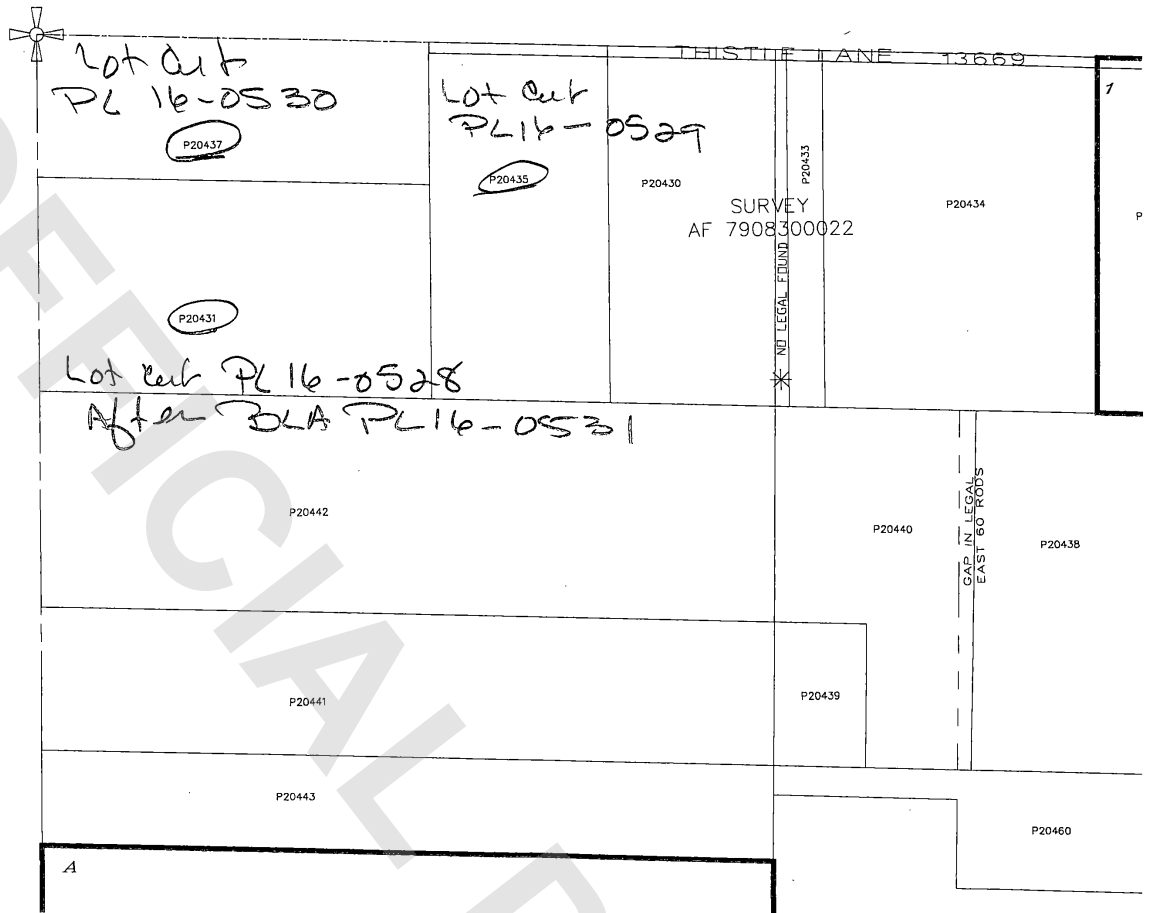 THISTLE LANE 13669
Lot Cut
PL 16-0530
P20437
Lot Cut
PL16-0529
P20435
P20430
P20433
SURVEY
AF 7908300022
NO LEGAL FOUND
P20434
1
P
P20431
Lot Cut PL 16-0528
After BLA PL16-0531
P20442
P20440
GAP IN LEGAL
EAST 60 RODS
P20438
P20441
P20439
P20443
P20460
A
OFFICIAL